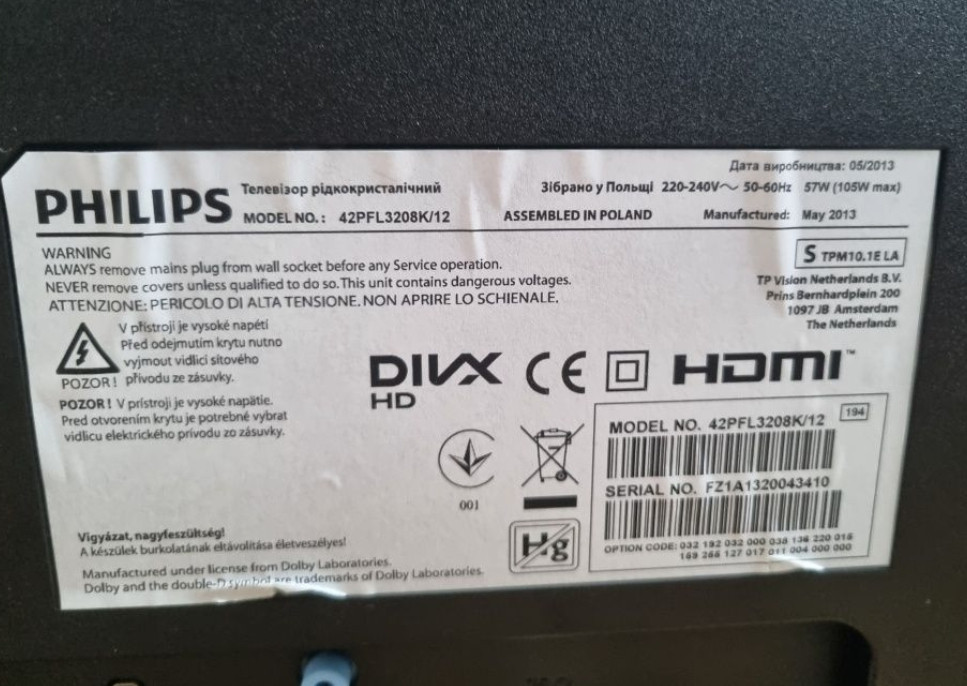 Дата виробництва: 05/2013
PHILIPS
Телевізор рідкокристалічний
Зібрано у Польщі 220-240V~ 50-60Hz 57W (105W max)
MODEL NO.: 42PFL3208K/12
ASSEMBLED IN POLAND
Manufactured: May 2013
WARNING
ALWAYS remove mains plug from wall socket before any Service operation.
NEVER remove covers unless qualified to do so. This unit contains dangerous voltages.
ATTENZIONE: PERICOLO DI ALTA TENSIONE. NON APRIRE LO SCHIENALE.
S TPM10.1E LA
TP Vision Netherlands B.V.
Prins Bernhardplein 200
1097 JB Amsterdam
The Netherlands
V přístroji je vysoké napětí
Před odejmutím krytu nutno
vyjmout vidlici síťového
POZOR! přívodu ze zásuvky.
POZOR! V prístroji je vysoké napätie.
Pred otvorením krytu je potrebné vybrat
vidlicu elektrického prívodu zo zásuvky.
DIVX
HD
CE
HDMI™
001
Hg
MODEL NO. 42PFL3208K/12
194
SERIAL NO. FZ1A1320043410
OPTION CODE: 032 192 032 000 038 136 220 016
169 266 127 017 011 004 000 000
Vigyázat, nagyfeszültség!
A készülek burkolatának eltávolítása életveszélyes!
Manufactured under license from Dolby Laboratories.
Dolby and the double-D symbol are trademarks of Dolby Laboratories.